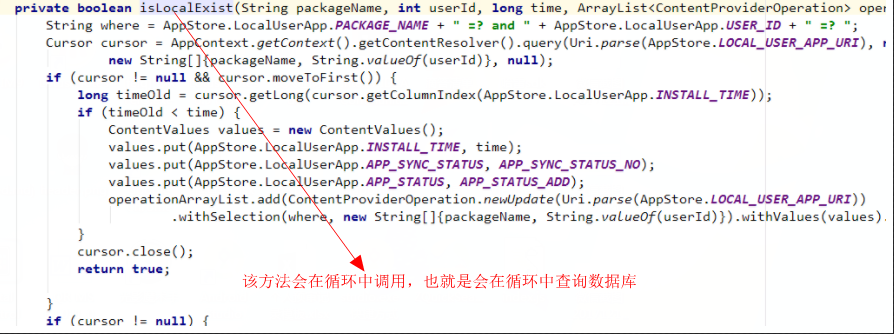 private boolean isLocalExist(String packageName, int userId, long time, ArrayList<ContentProviderOperation> oper
String where = AppStore.LocalUserApp.PACKAGE_NAME + " =? and " + AppStore.LocalUserApp.USER_ID + " =? ";
Cursor cursor = AppContext.getContext().getContentResolver().query(Uri.parse(AppStore.LOCAL_USER_APP_URI),
new String[]{packageName, String.valueOf(userId)}, null);
if (cursor != null && cursor.moveToFirst()) {
long timeOld = cursor.getLong(cursor.getColumnIndex(AppStore.LocalUserApp.INSTALL_TIME));
if (timeOld < time) {
ContentValues values = new ContentValues();
values.put(AppStore.LocalUserApp.INSTALL_TIME, time);
values.put(AppStore.LocalUserApp.APP_SYNC_STATUS, APP_SYNC_STATUS_NO);
values.put(AppStore.LocalUserApp.APP_STATUS, APP_STATUS_ADD);
operationArrayList.add(ContentProviderOperation.newUpdate(Uri.parse(AppStore.LOCAL_USER_APP_URI))
.withSelection(where, new String[]{packageName, String.valueOf(userId)}).withValues(values).
}
cursor.close();
return true;
该方法会在循环中调用，也就是会在循环中查询数据库
}
if (cursor != null) {